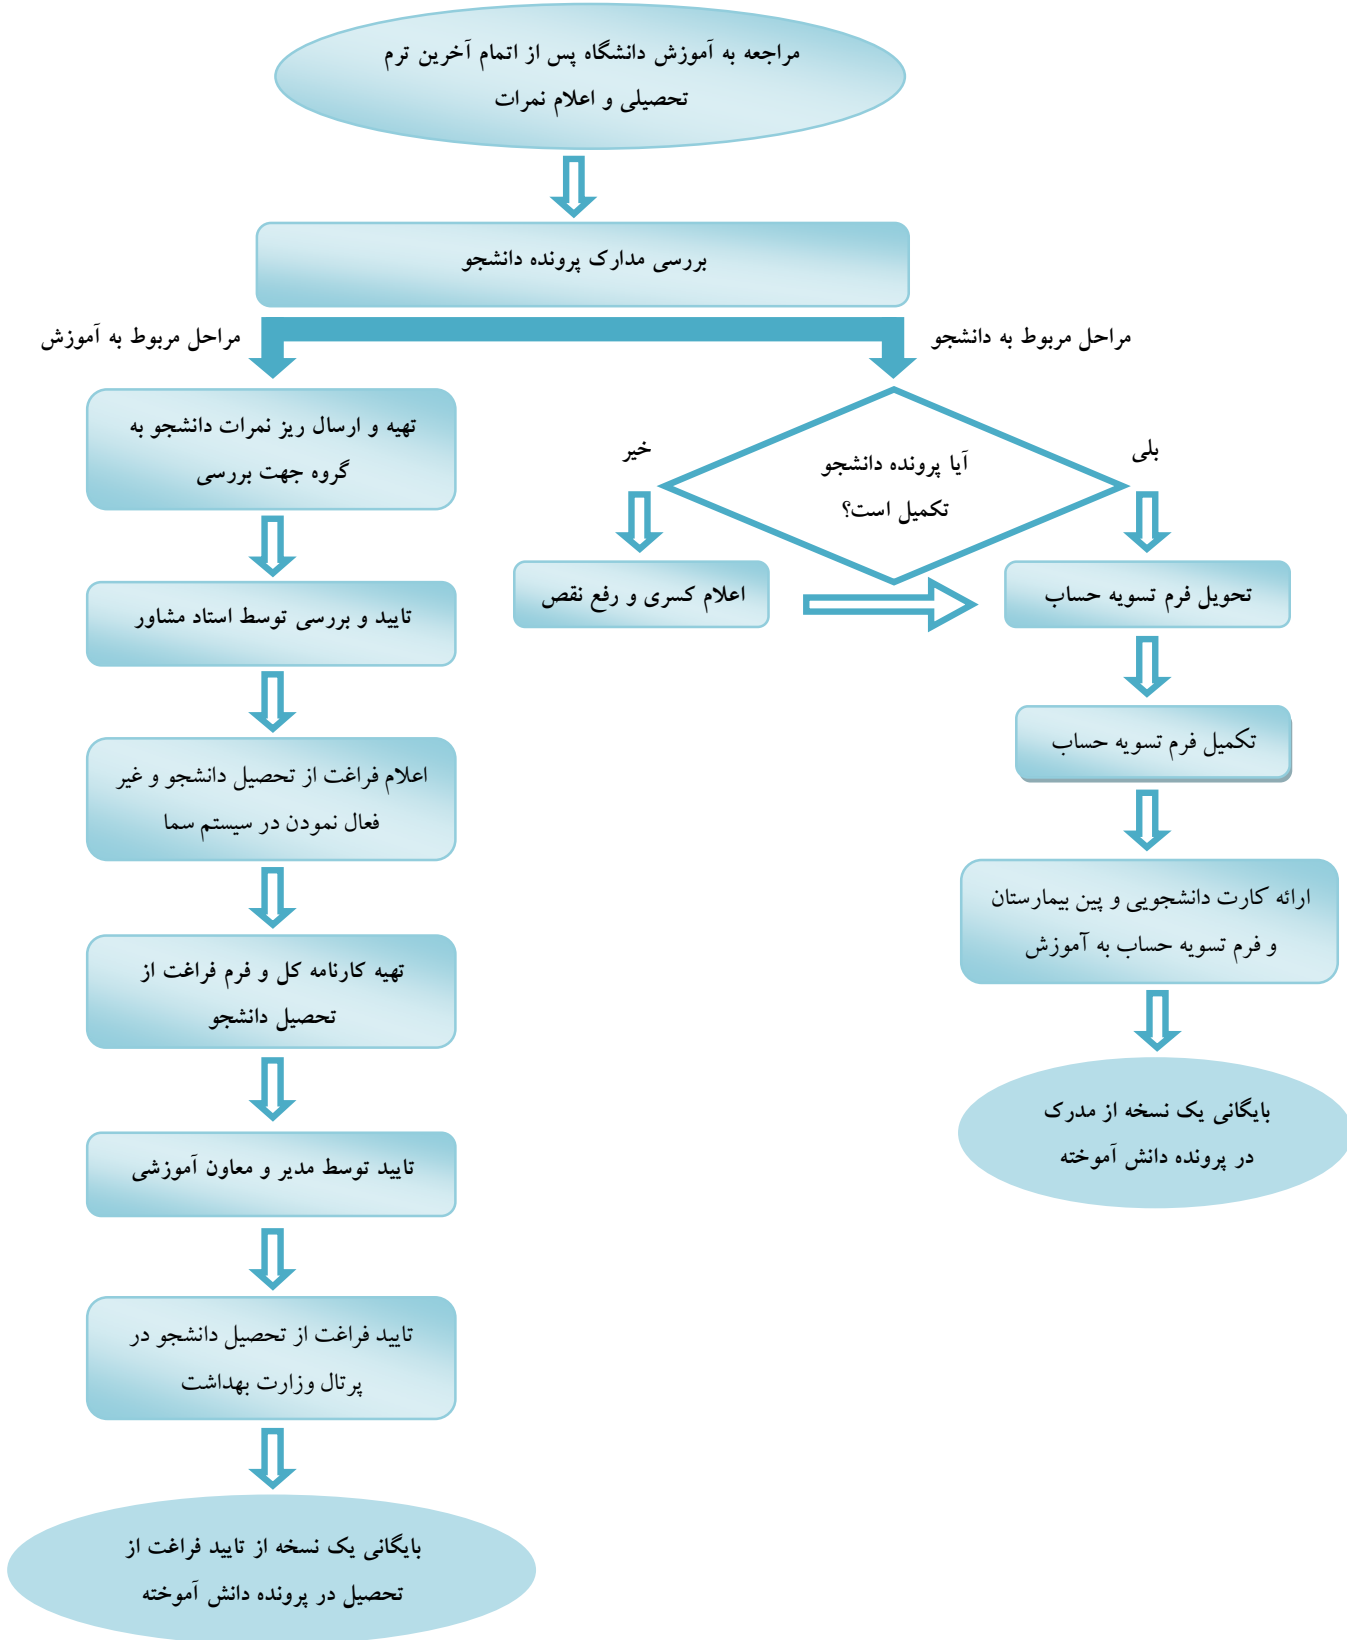 مراجعه به آموزش دانشگاه پس از اتمام آخرین ترم
تحصیلی و اعلام نمرات
بررسی مدارک پرونده دانشجو
مراحل مربوط به دانشجو
مراحل مربوط به آموزش
آیا پرونده دانشجو
تکمیل است؟
بلی
خیر
تحویل فرم تسویه حساب
اعلام کسری و رفع نقص
تکمیل فرم تسویه حساب
ارائه کارت دانشجویی و پین بیمارستان
و فرم تسویه حساب به آموزش
بایگانی یک نسخه از مدرک
در پرونده دانش آموخته
تهیه و ارسال ریز نمرات دانشجو به
گروه جهت بررسی
تایید و بررسی توسط استاد مشاور
اعلام فراغت از تحصیل دانشجو و غیر
فعال نمودن در سیستم سما
تهیه کارنامه کل و فرم فراغت از
تحصیل دانشجو
تایید توسط مدیر و معاون آموزشی
تایید فراغت از تحصیل دانشجو در
پرتال وزارت بهداشت
بایگانی یک نسخه از تایید فراغت از
تحصیل در پرونده دانش آموخته